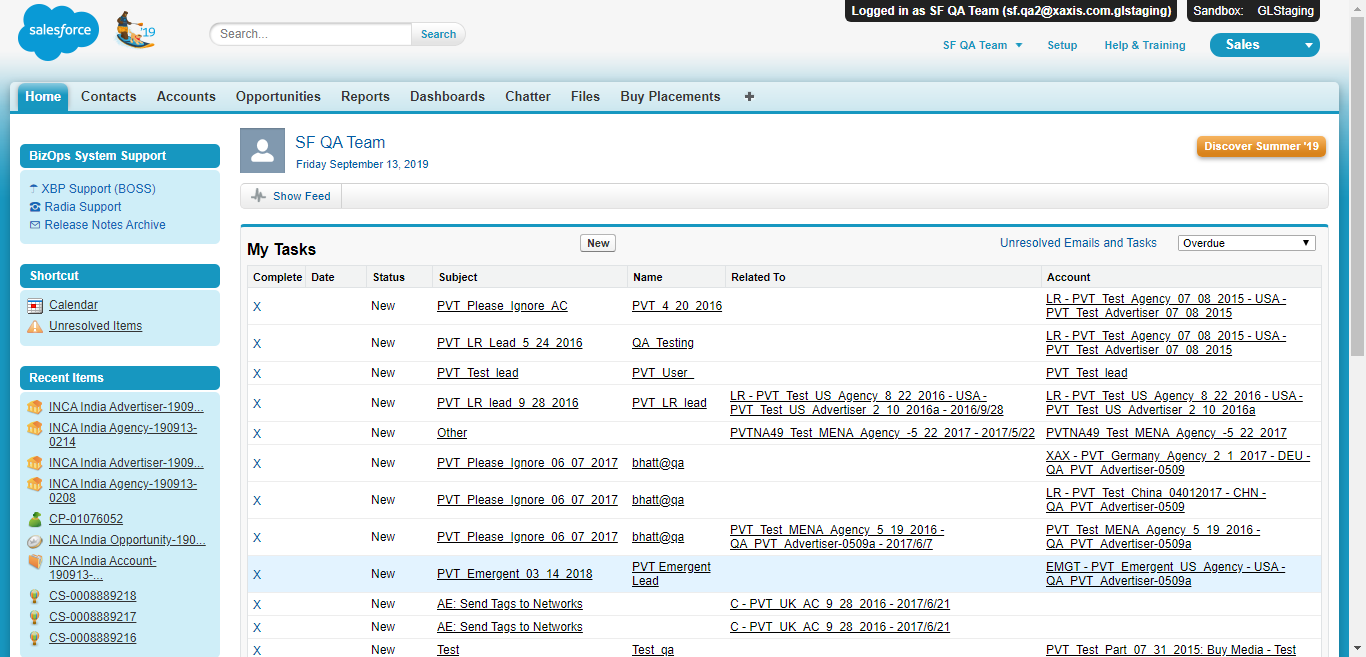 salesforce
'19
Search...
Search
Logged in as SF QA Team (sf.qa2@xaxis.com.glstaging)
Sandbox: GLStaging
SF QA Team
Setup
Help & Training
Sales
Home
Contacts
Accounts
Opportunities
Reports
Dashboards
Chatter
Files
Buy Placements
+
BizOps System Support
XBP Support (BOSS)
Radia Support
Release Notes Archive
Shortcut
Calendar
Unresolved Items
Recent Items
INCA India Advertiser-1909...
INCA India Agency-190913-
0214
INCA India Advertiser-1909...
INCA India Agency-190913-
0208
CP-01076052
INCA India Opportunity-190...
INCA India Account-
190913-...
CS-0008889218
CS-0008889217
CS-0008889216
SF QA Team
Friday September 13, 2019
Discover Summer '19
Show Feed
My Tasks
New
Unresolved Emails and Tasks
Overdue
Complete Date Status Subject Name Related To Account
X New PVT_Please_Ignore_AC PVT_4_20_2016 LR - PVT_Test_Agency_07_08_2015 - USA -
PVT_Test_Advertiser_07_08_2015
X New PVT_LR_Lead_5_24_2016 QA_Testing LR - PVT_Test_Agency_07_08_2015 - USA -
PVT_Test_Advertiser_07_08_2015
X New PVT_Test_lead PVT_User_ PVT_Test_lead
X New PVT_LR_lead_9_28_2016 PVT_LR_lead LR - PVT_Test_US_Agency_8_22_2016 - USA - LR - PVT_Test_US_Agency_8_22_2016 - USA -
PVT_Test_US_Advertiser_2_10_2016a - 2016/9/28 PVT_Test_US_Advertiser_2_10_2016a
X New Other PVTNA49_Test_MENA_Agency_-5_22_2017 - 2017/5/22 PVTNA49_Test_MENA_Agency_-5_22_2017
X New PVT_Please_Ignore_06_07_2017 bhatt@qa XAX - PVT_Germany_Agency_2_1_2017 - DEU -
QA_PVT_Advertiser-0509
X New PVT_Please_Ignore_06_07_2017 bhatt@qa LR - PVT_Test_China_04012017 - CHN -
QA_PVT_Advertiser-0509
X New PVT_Please_Ignore_06_07_2017 bhatt@qa PVT_Test_MENA_Agency_5_19_2016 - PVT_Test_MENA_Agency_5_19_2016 -
QA_PVT_Advertiser-0509a - 2017/6/7 QA_PVT_Advertiser-0509a
X New PVT_Emergent_03_14_2018 PVT Emergent EMGT - PVT_Emergent_US_Agency - USA -
Lead QA_PVT_Advertiser-0509a
X New AE: Send Tags to Networks C - PVT_UK_AC_9_28_2016 - 2017/6/21
X New AE: Send Tags to Networks C - PVT_UK_AC_9_28_2016 - 2017/6/21
X New Test Test_qa PVT_Test_Part_07_31_2015: Buy Media - Test